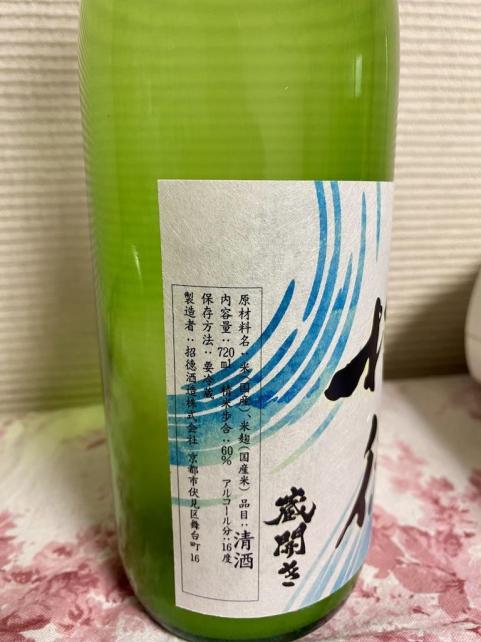 原材料名:米(国産)、米麹(国産米) 品目:清酒
内容量:720ml 精米歩合:60% アルコール分:16度
保存方法:要冷蔵
製造者:招德酒造株式会社 京都市伏見区舞台町16
蔵開き